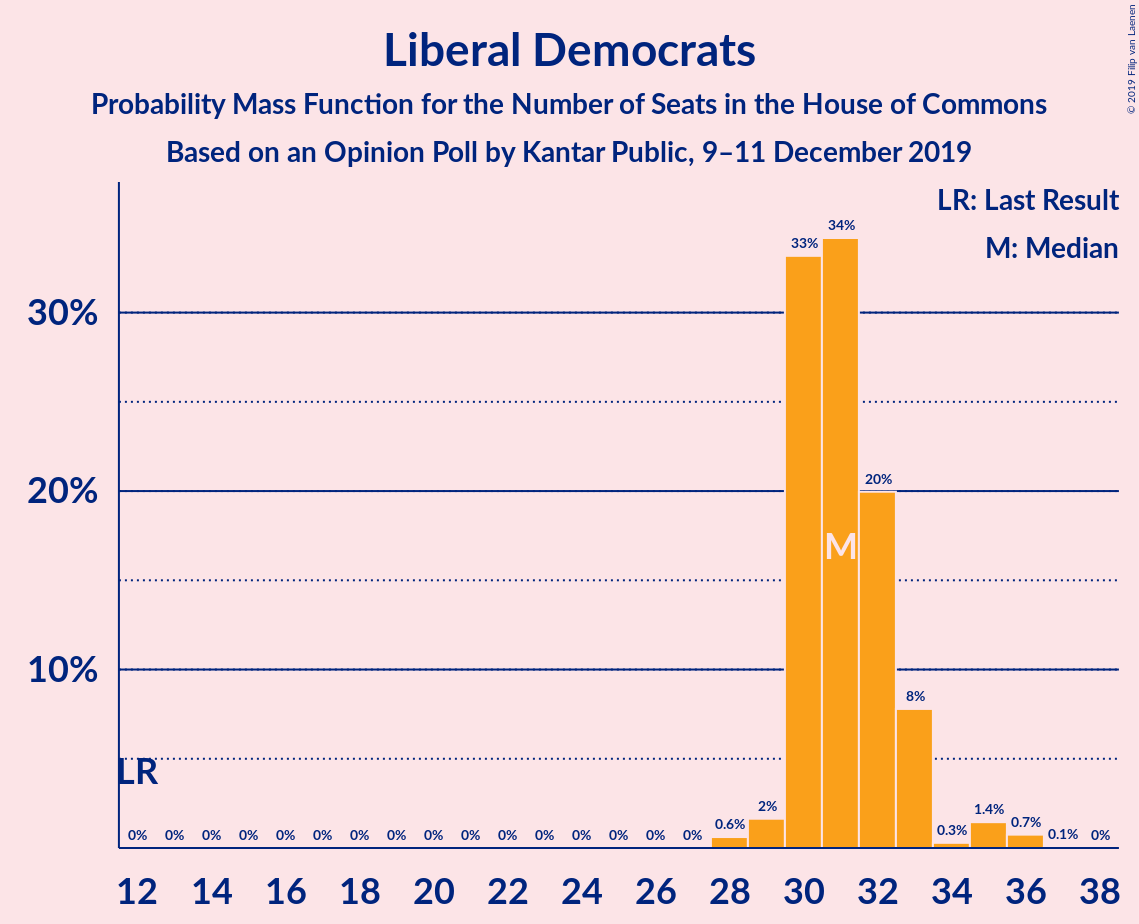 Liberal Democrats
Probability Mass Function for the Number of Seats in the House of Commons
Based on an Opinion Poll by Kantar Public, 9–11 December 2019
© 2019 Filip van Laenen
LR: Last Result
M: Median
30%
20%
10%
LR
M
0% 0% 0% 0% 0% 0% 0% 0% 0% 0% 0% 0% 0% 0% 0% 0% 0.6% 2% 33% 34% 20% 8% 0.3% 1.4% 0.7% 0.1% 0%
12 14 16 18 20 22 24 26 28 30 32 34 36 38